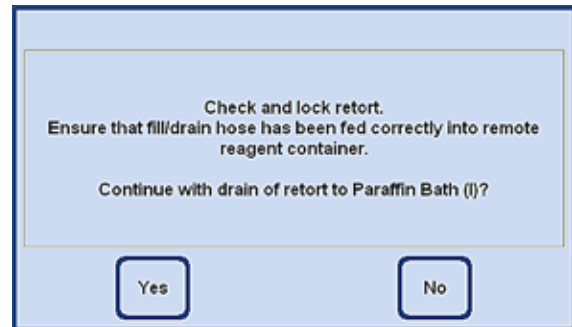 Check and lock retort.
Ensure that fill/drain hose has been fed correctly into remote
reagent container.
Continue with drain of retort to Paraffin Bath (I)?
Yes
No